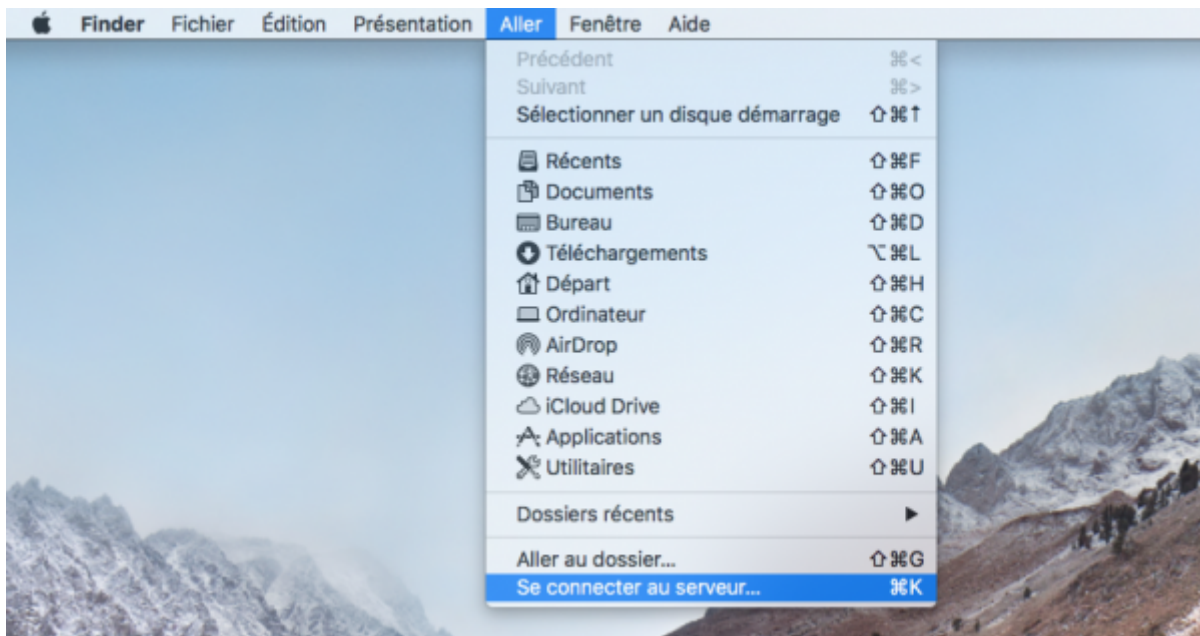 Finder Fichier Édition Présentation Aller Fenêtre Aide
Précédent ⌘<
Suivant ⌘>
Sélectionner un disque démarrage ⇧⌘↑
Récents ⇧⌘F
Documents ⇧⌘O
Bureau ⇧⌘D
Téléchargements ⌥⌘L
Départ ⇧⌘H
Ordinateur ⇧⌘C
AirDrop ⇧⌘R
Réseau ⇧⌘K
iCloud Drive ⇧⌘I
Applications ⇧⌘A
Utilitaires ⇧⌘U
Dossiers récents
Aller au dossier... ⇧⌘G
Se connecter au serveur... ⌘K